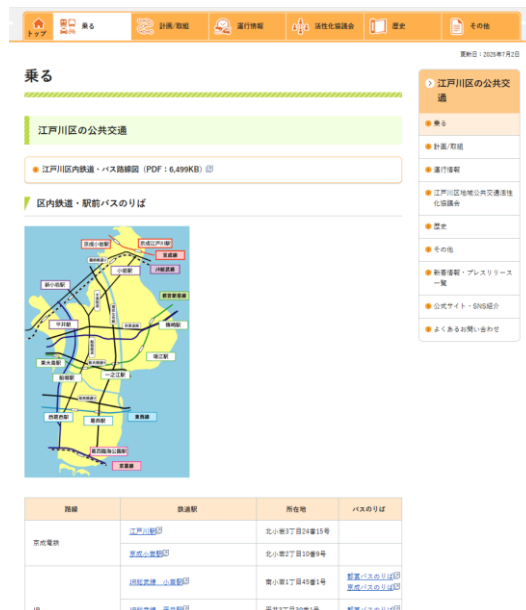 トップ
乗る
計画/取組
運行情報
活性化協議会
歴史
その他
更新日：2025年7月2日
乗る
江戸川区の公共交通
江戸川区内鉄道・バス路線図（PDF：6,499KB）
区内鉄道・駅前バスのりば
京成小岩駅
京成江戸川駅
京成線
小岩駅
JR総武線
新小岩駅
都営新宿線
平井駅
篠崎駅
東大島駅
瑞江駅
船堀駅
一之江駅
西葛西駅
葛西駅
東西線
葛西臨海公園駅
京葉線
路線
鉄道駅
所在地
バスのりば
京成電鉄
江戸川駅
北小岩3丁目24番15号
京成小岩駅
北小岩2丁目10番9号
JR総武線　小岩駅
南小岩1丁目45番1号
都営バスのりば
京成バスのりば
江戸川区の公共交通
乗る
計画/取組
運行情報
江戸川区地域公共交通活性化協議会
歴史
その他
新着情報・プレスリリース一覧
公式サイト・SNS紹介
よくあるお問い合わせ